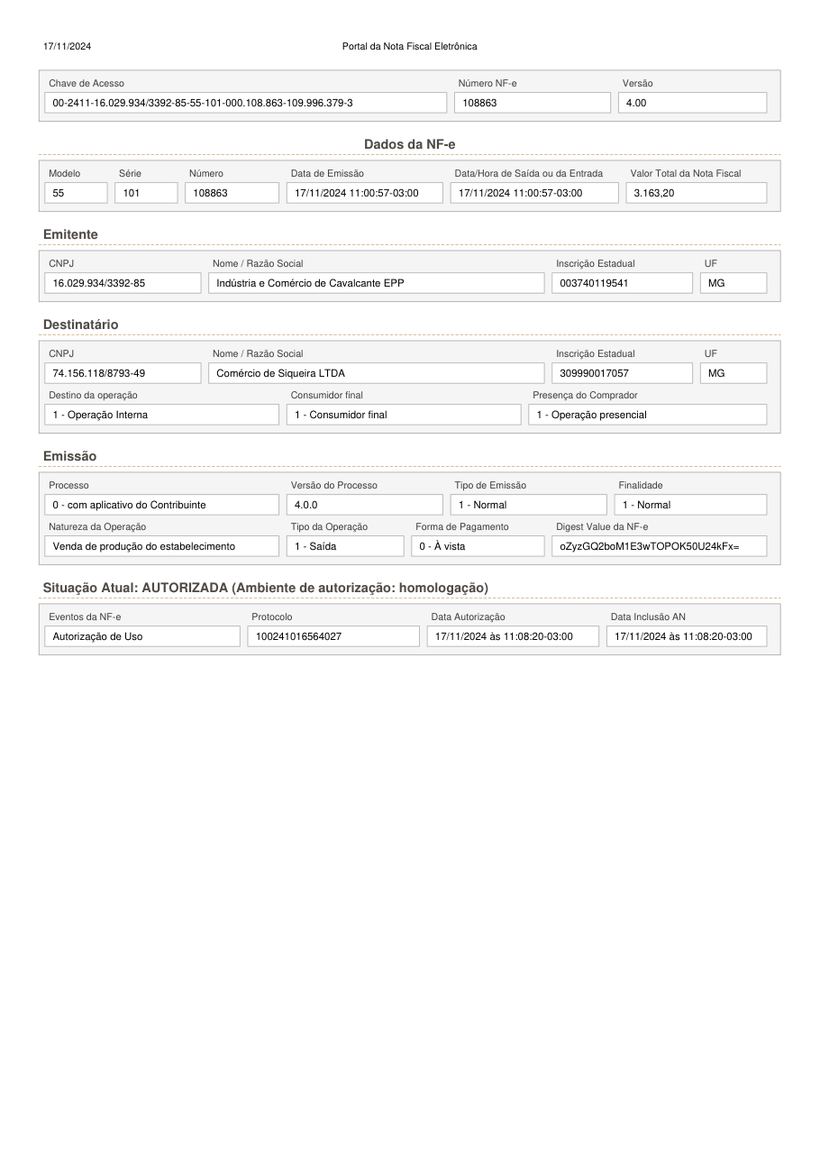 17/11/2024 Portal da Nota Fiscal Eletrônica
Chave de Acesso Número NF-e Versão
00-2411-16.029.934/3392-85-55-101-000.108.863-109.996.379-3 108863 4.00
Dados da NF-e
Modelo Série Número Data de Emissão Data/Hora de Saída ou da Entrada Valor Total da Nota Fiscal
55 101 108863 17/11/2024 11:00:57-03:00 17/11/2024 11:00:57-03:00 3.163,20
Emitente
CNPJ Nome / Razão Social Inscrição Estadual UF
16.029.934/3392-85 Indústria e Comércio de Cavalcante EPP 003740119541 MG
Destinatário
CNPJ Nome / Razão Social Inscrição Estadual UF
74.156.118/8793-49 Comércio de Siqueira LTDA 309990017057 MG
Destino da operação Consumidor final Presença do Comprador
1 - Operação Interna 1 - Consumidor final 1 - Operação presencial
Emissão
Processo Versão do Processo Tipo de Emissão Finalidade
0 - com aplicativo do Contribuinte 4.0.0 1 - Normal 1 - Normal
Natureza da Operação Tipo da Operação Forma de Pagamento Digest Value da NF-e
Venda de produção do estabelecimento 1 - Saída 0 - À vista oZyzGQ2boM1E3wTOPOK50U24kFx=
Situação Atual: AUTORIZADA (Ambiente de autorização: homologação)
Eventos da NF-e Protocolo Data Autorização Data Inclusão AN
Autorização de Uso 100241016564027 17/11/2024 às 11:08:20-03:00 17/11/2024 às 11:08:20-03:00